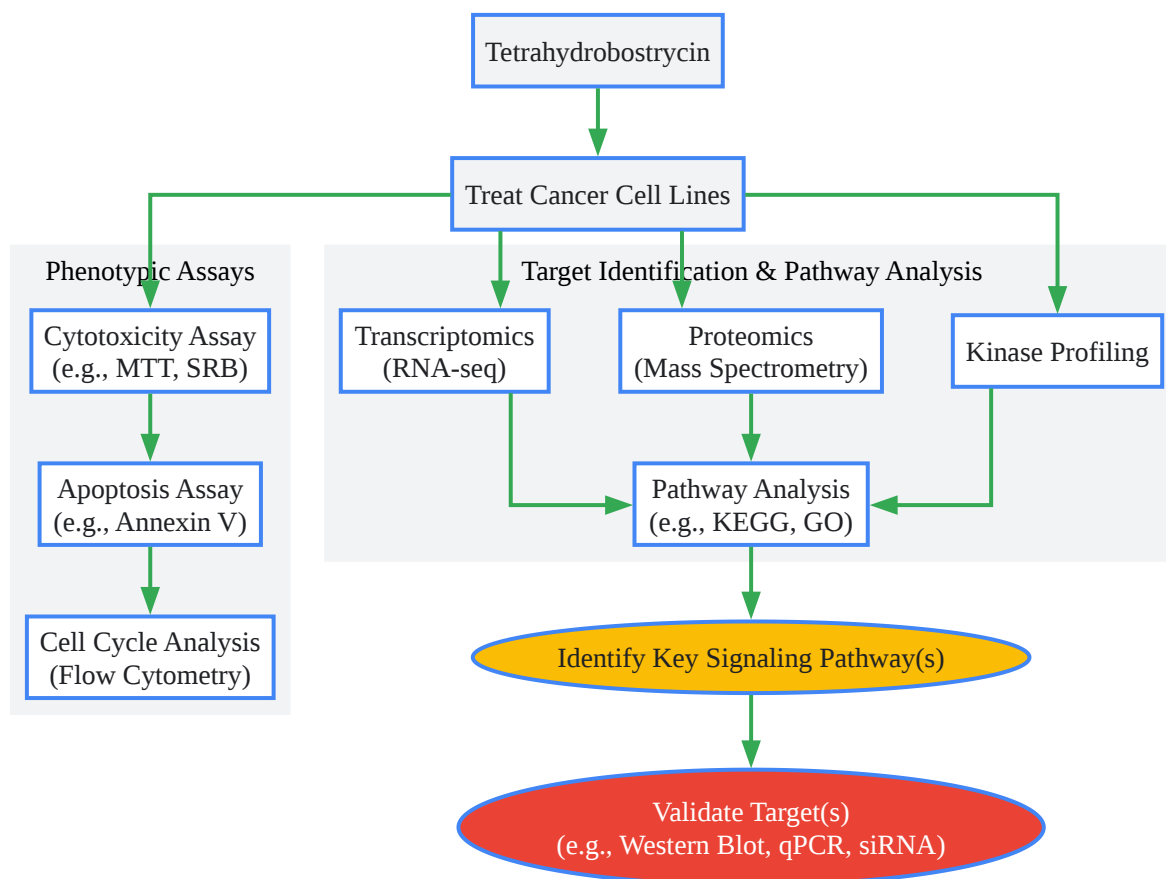 Tetrahydrobostrycin
Treat Cancer Cell Lines
Phenotypic Assays
Cytotoxicity Assay
(e.g., MTT, SRB)
Apoptosis Assay
(e.g., Annexin V)
Cell Cycle Analysis
(Flow Cytometry)
Target Identification & Pathway Analysis
Transcriptomics
(RNA-seq)
Proteomics
(Mass Spectrometry)
Kinase Profiling
Pathway Analysis
(e.g., KEGG, GO)
Identify Key Signaling Pathway(s)
Validate Target(s)
(e.g., Western Blot, qPCR, siRNA)